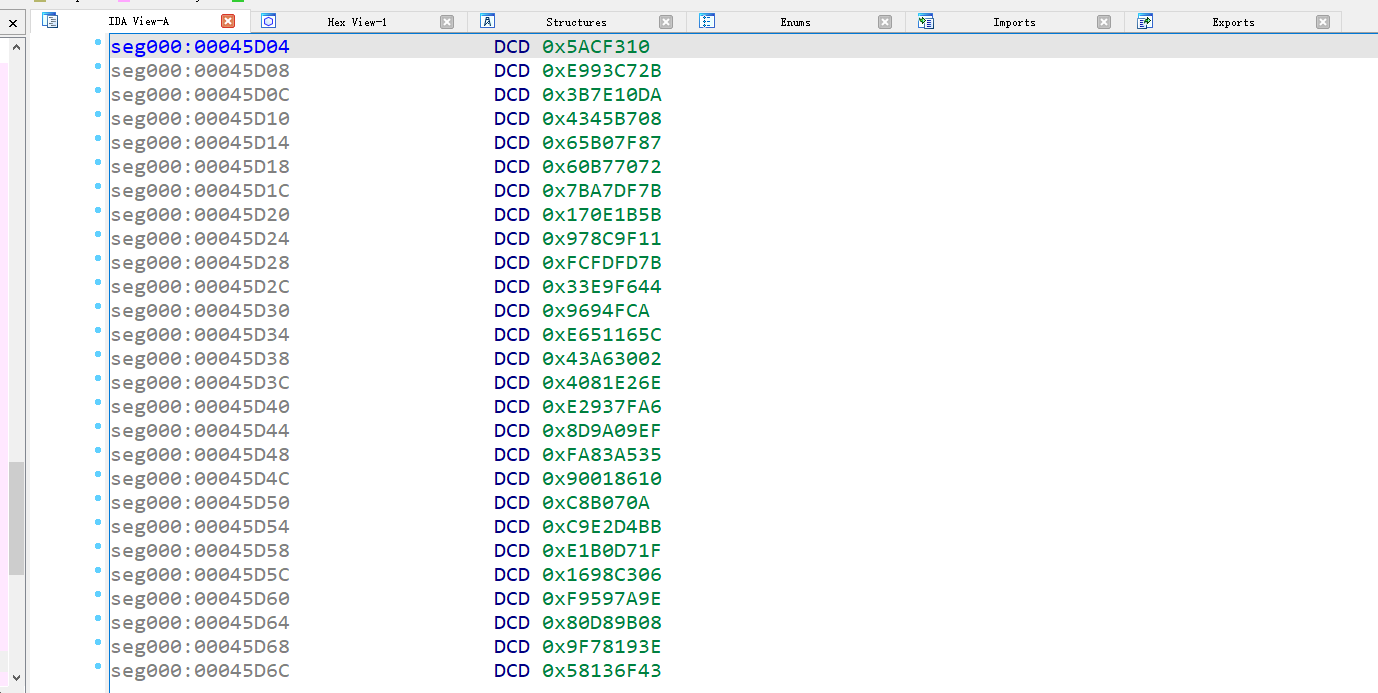 IDA View-A Hex View-1 Structures Enums Imports Exports
seg000:00045D04 DCD 0x5ACF310
seg000:00045D08 DCD 0xE993C72B
seg000:00045D0C DCD 0x3B7E10DA
seg000:00045D10 DCD 0x4345B708
seg000:00045D14 DCD 0x65B07F87
seg000:00045D18 DCD 0x60B77072
seg000:00045D1C DCD 0x7BA7DF7B
seg000:00045D20 DCD 0x170E1B5B
seg000:00045D24 DCD 0x978C9F11
seg000:00045D28 DCD 0xFCFDFD7B
seg000:00045D2C DCD 0x33E9F644
seg000:00045D30 DCD 0x9694FCA
seg000:00045D34 DCD 0xE651165C
seg000:00045D38 DCD 0x43A63002
seg000:00045D3C DCD 0x4081E26E
seg000:00045D40 DCD 0xE2937FA6
seg000:00045D44 DCD 0x8D9A09EF
seg000:00045D48 DCD 0xFA83A535
seg000:00045D4C DCD 0x90018610
seg000:00045D50 DCD 0xC8B070A
seg000:00045D54 DCD 0xC9E2D4BB
seg000:00045D58 DCD 0xE1B0D71F
seg000:00045D5C DCD 0x1698C306
seg000:00045D60 DCD 0xF9597A9E
seg000:00045D64 DCD 0x80D89B08
seg000:00045D68 DCD 0x9F78193E
seg000:00045D6C DCD 0x58136F43